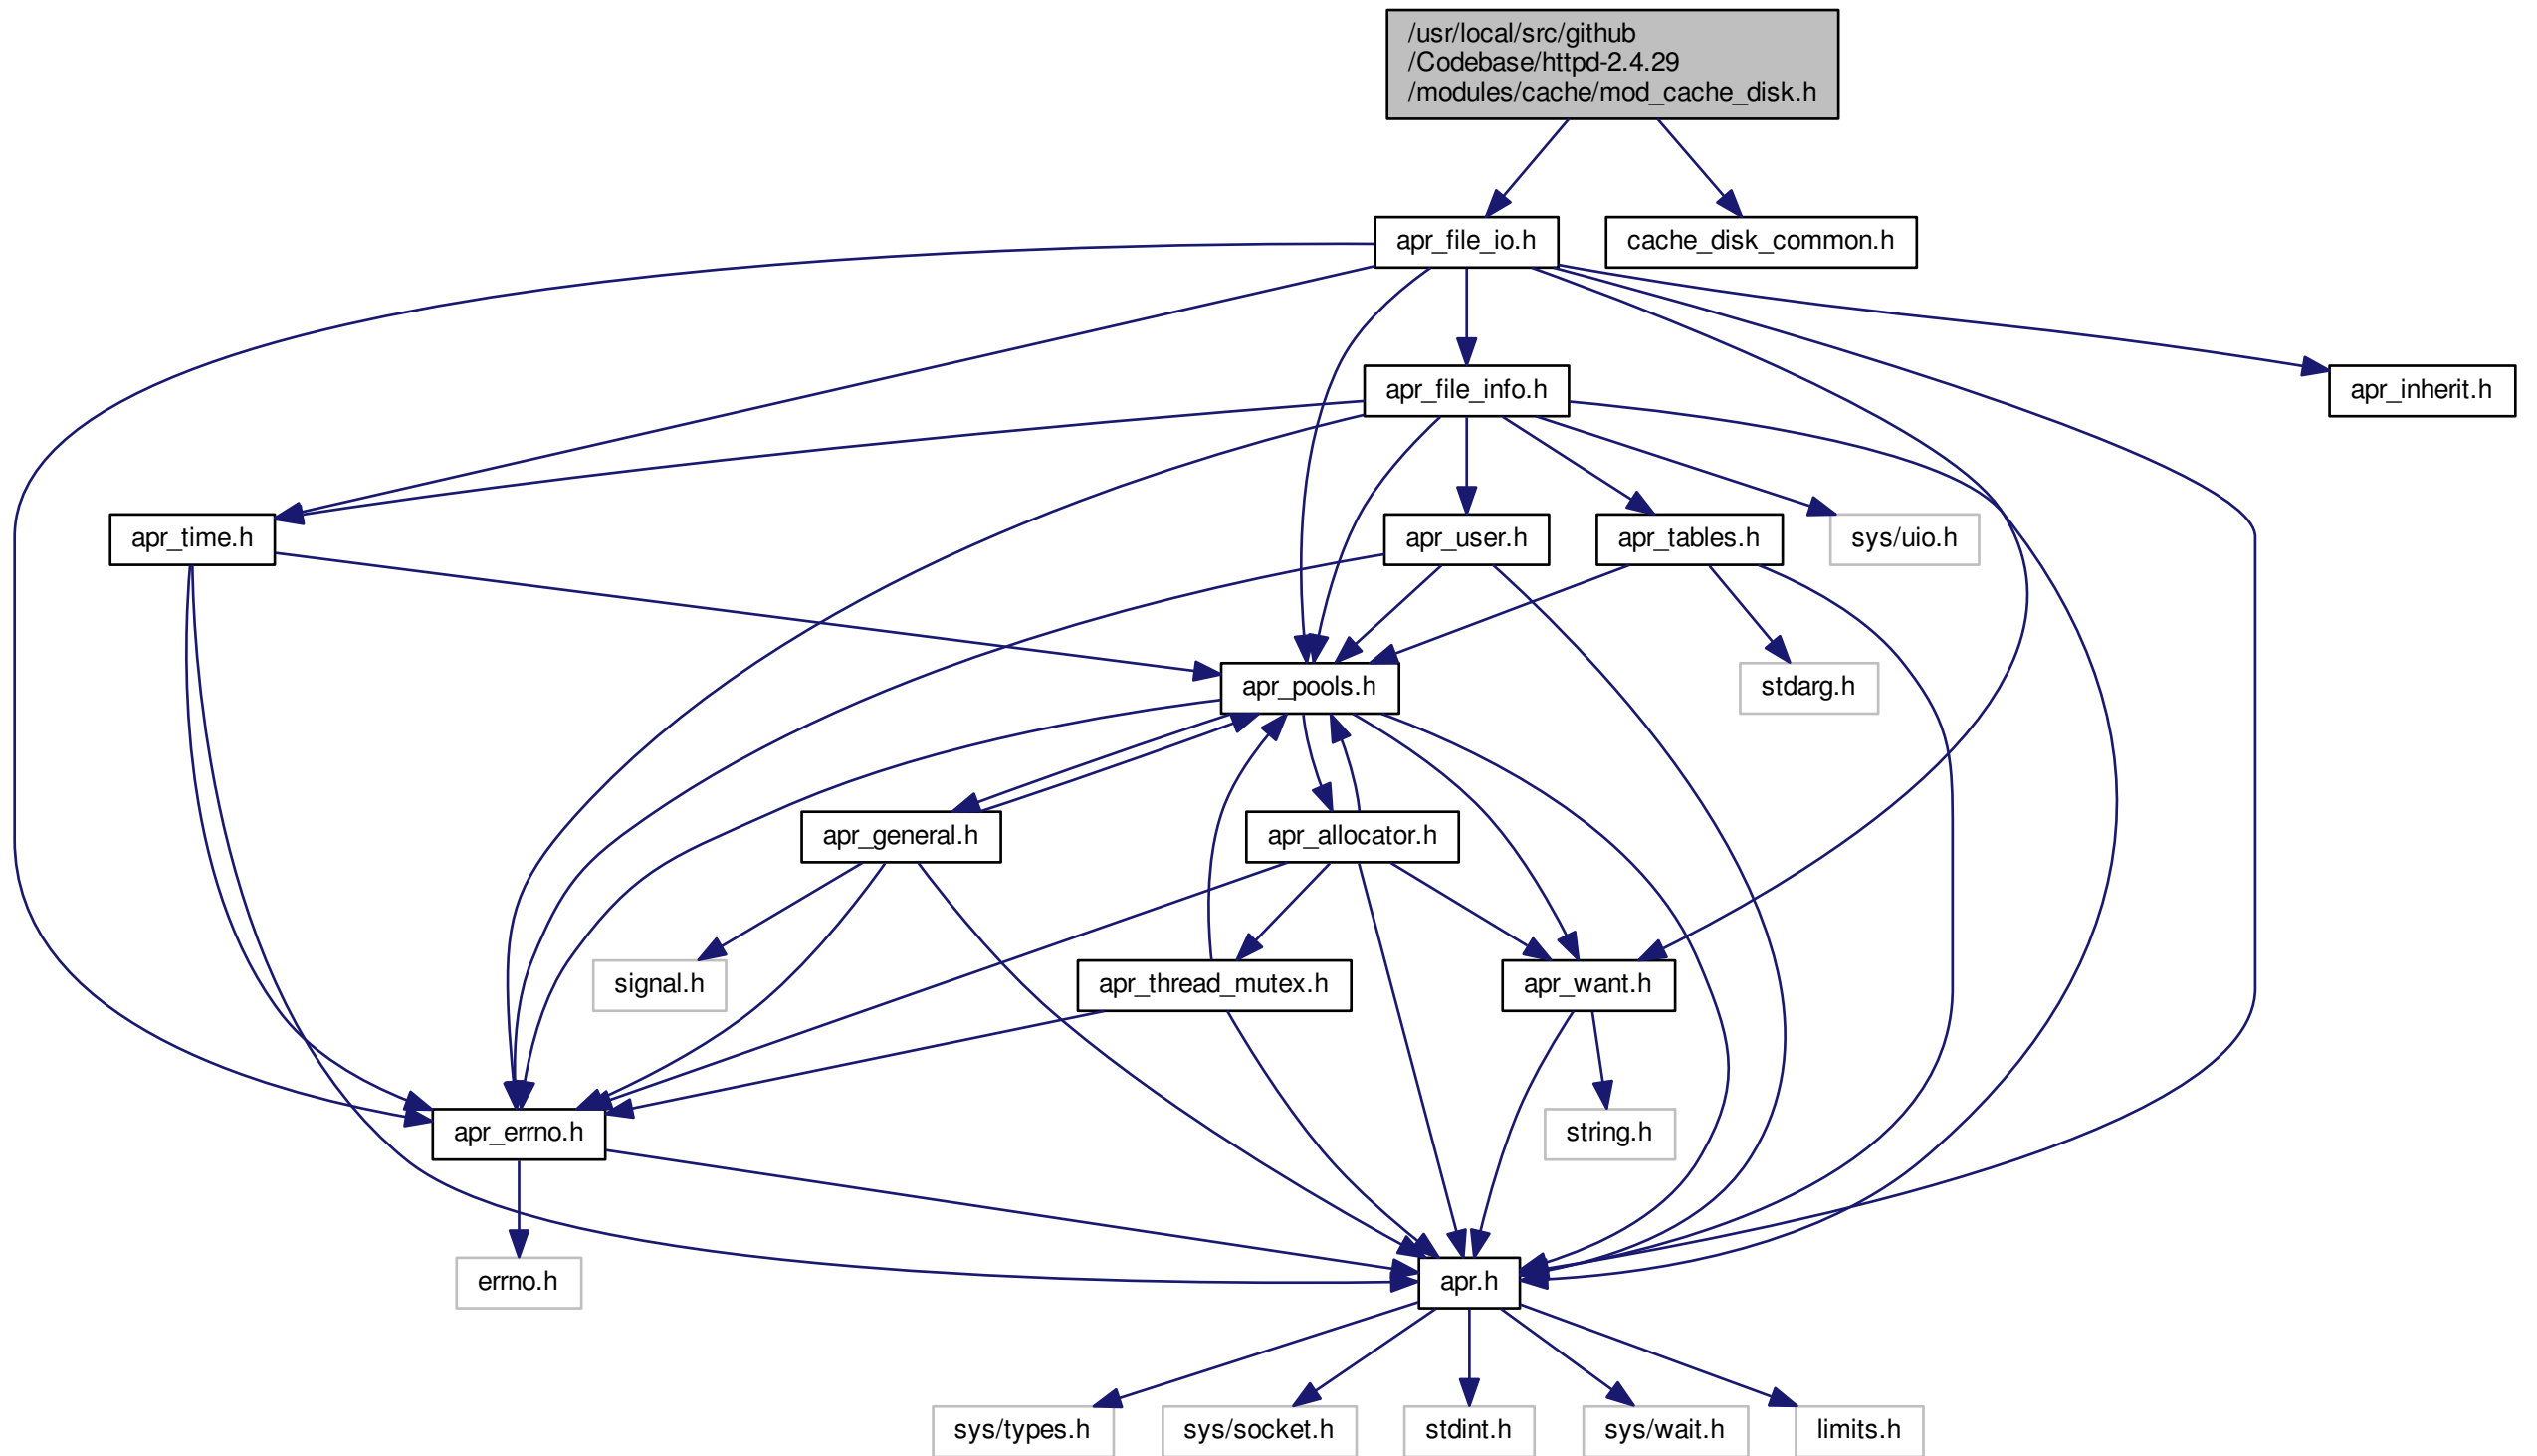 /usr/local/src/github
/Codebase/httpd-2.4.29
/modules/cache/mod_cache_disk.h
apr_file_io.h
cache_disk_common.h
apr_file_info.h
apr_inherit.h
apr_time.h
apr_user.h
apr_tables.h
sys/uio.h
apr_pools.h
stdarg.h
apr_general.h
apr_allocator.h
signal.h
apr_thread_mutex.h
apr_want.h
apr_errno.h
string.h
errno.h
apr.h
sys/types.h
sys/socket.h
stdint.h
sys/wait.h
limits.h